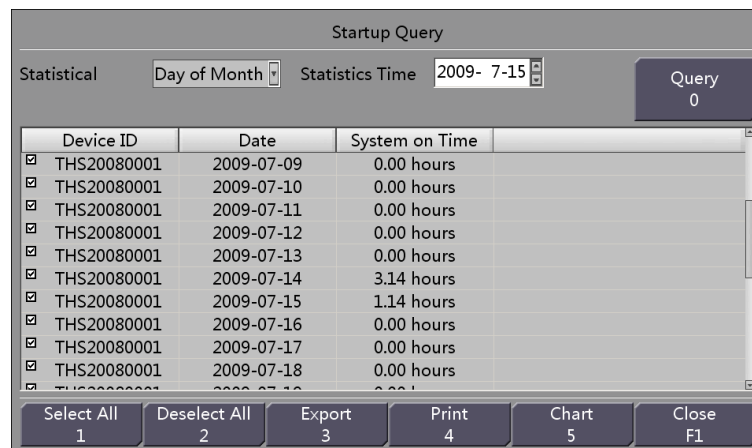 Startup Query
Statistical Day of Month Statistics Time 2009- 7-15 Query
0
Device ID Date System on Time
THS20080001 2009-07-09 0.00 hours
THS20080001 2009-07-10 0.00 hours
THS20080001 2009-07-11 0.00 hours
THS20080001 2009-07-12 0.00 hours
THS20080001 2009-07-13 0.00 hours
THS20080001 2009-07-14 3.14 hours
THS20080001 2009-07-15 1.14 hours
THS20080001 2009-07-16 0.00 hours
THS20080001 2009-07-17 0.00 hours
THS20080001 2009-07-18 0.00 hours
Select All Deselect All Export Print Chart Close
1 2 3 4 5 F1